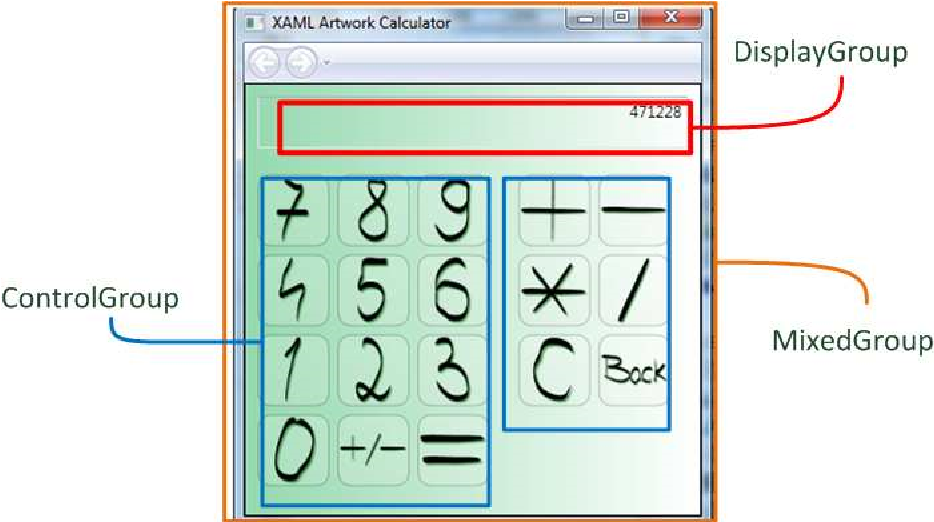 XAML Artwork Calculator
DisplayGroup
471228
7 8 9 + −
4 5 6 * /
ControlGroup
MixedGroup
1 2 3 C Back
0 +/− =